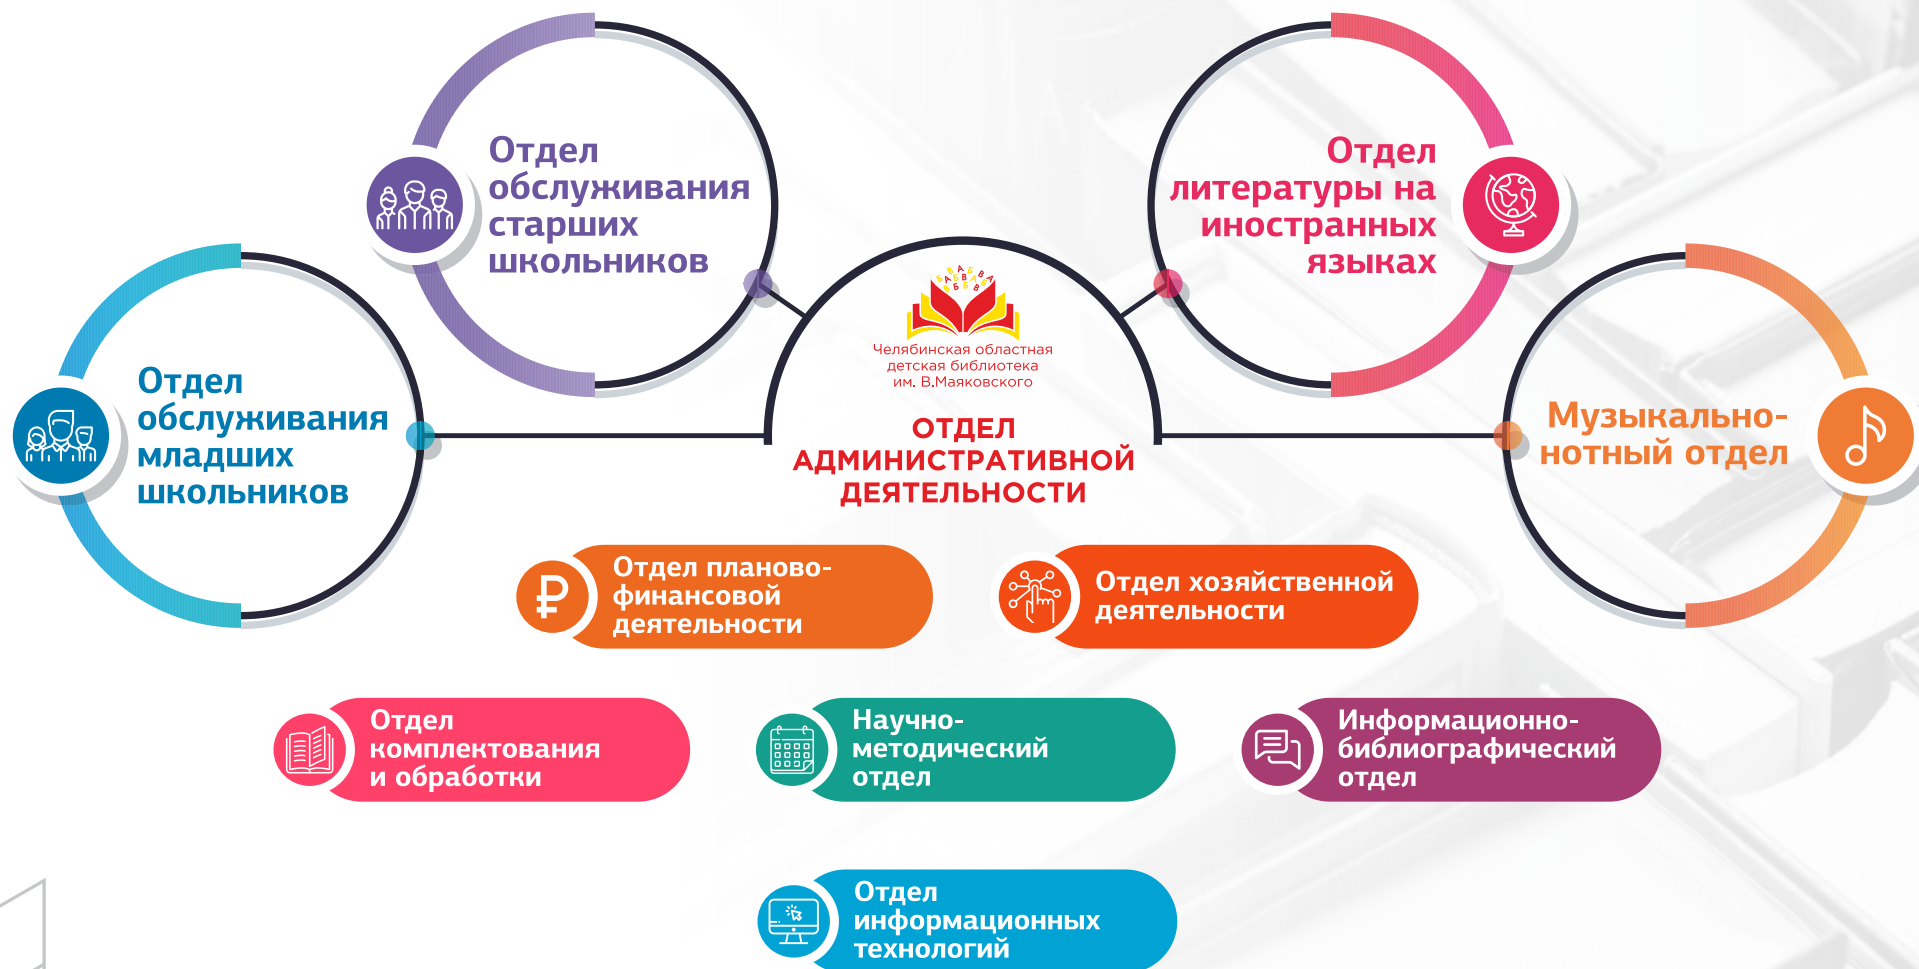 Отдел
обслуживания
старших
школьников
Отдел
литературы на
иностранных
языках
Отдел
обслуживания
младших
школьников
Челябинская областная
детская библиотека
им. В.Маяковского
ОТДЕЛ
АДМИНИСТРАТИВНОЙ
ДЕЯТЕЛЬНОСТИ
Музыкально-
нотный отдел
Отдел планово-
финансовой
деятельности
Отдел хозяйственной
деятельности
Отдел
комплектования
и обработки
Научно-
методический
отдел
Информационно-
библиографический
отдел
Отдел
информационных
технологий